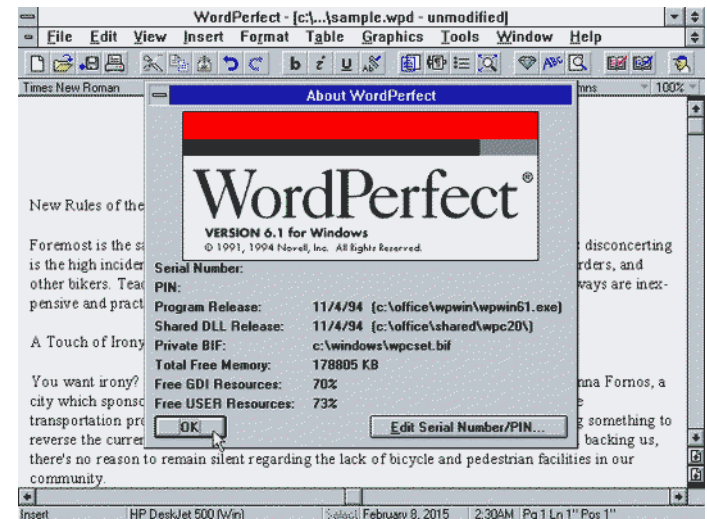 WordPerfect - [c:\...\sample.wpd - unmodified]
File Edit View Insert Format Table Graphics Tools Window Help
b i u ABC
Times New Roman mns 100%
About WordPerfect
WordPerfect®
VERSION 6.1 for Windows
© 1991, 1994 Novell, Inc. All Rights Reserved.
Serial Number:
PIN:
Program Release: 11/4/94 (c:\office\wpwin\wpwin61.exe)
Shared DLL Release: 11/4/94 (c:\office\shared\wpc20\)
Private BIF: c:\windows\wpcset.bif
Total Free Memory: 178805 KB
Free GDI Resources: 70%
Free USER Resources: 73%
OK Edit Serial Number/PIN...
New Rules of the
Foremost is the disconcerting
is the high rders, and
other bikers. ways are inex-
pensive and
A Touch of Irony
You want irony? nna Fornos, a
city which
transportation something to
reverse the backing us,
there's no reason to remain silent regarding the lack of bicycle and pedestrian facilities in our
community.
Insert HP DeskJet 500 (Win) Select February 8, 2015 2:30AM Pg 1 Ln 1" Pos 1"